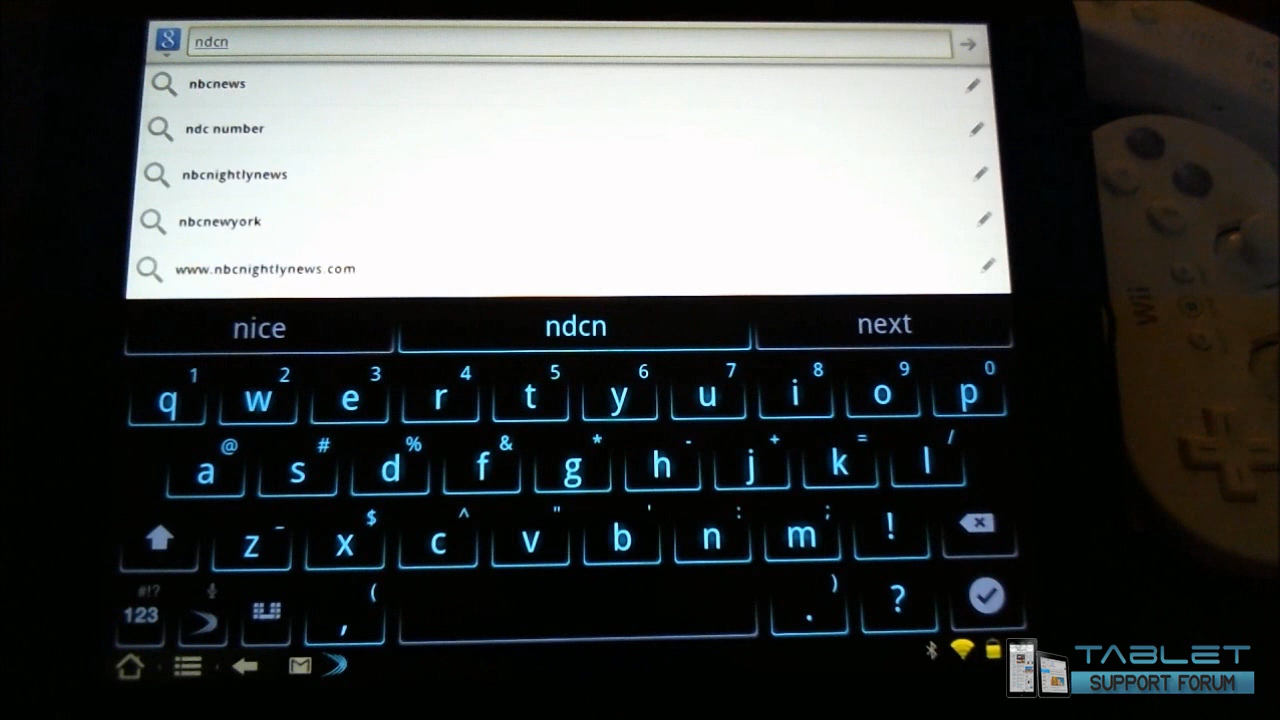 8 ndcn
nbcnews
ndc number
nbcnightlynews
nbcnewyork
www.nbcnightlynews.com
nice ndcn next
1 2 3 4 5 6 7 8 9 0
q w e r t y u i o p
@ # % & * - + = /
a s d f g h j k l
_ $ ^ " ' : ;
z x c v b n m !
#!? ( )
123 , . ?
Wii
TABLET
SUPPORT FORUM